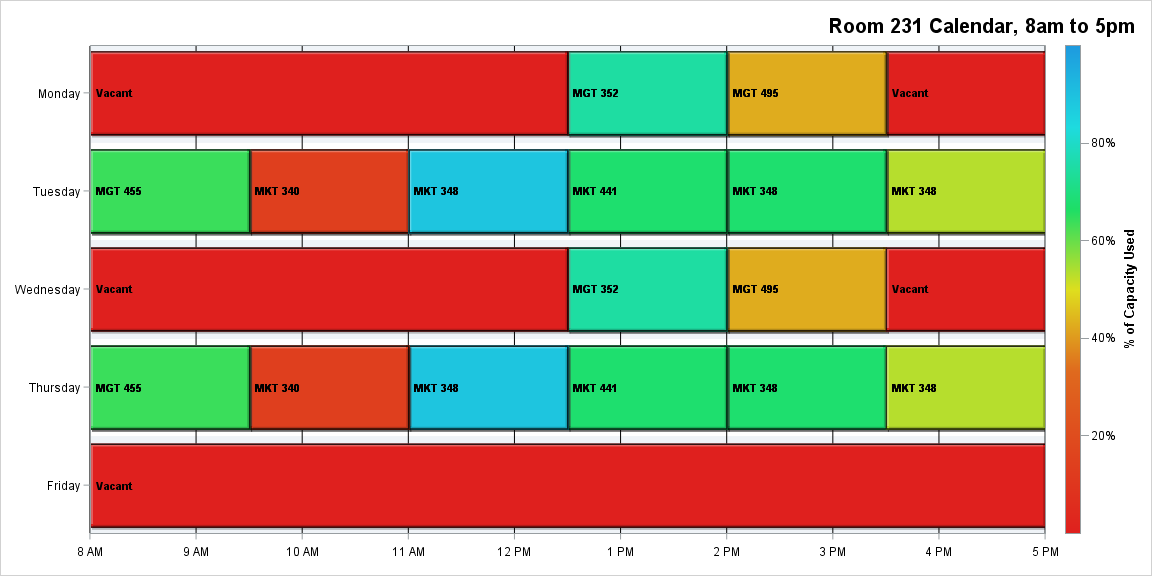 Room 231 Calendar, 8am to 5pm
Monday
Vacant
MGT 352
MGT 495
Vacant
Tuesday
MGT 455
MKT 340
MKT 348
MKT 441
MKT 348
MKT 348
Wednesday
Vacant
MGT 352
MGT 495
Vacant
Thursday
MGT 455
MKT 340
MKT 348
MKT 441
MKT 348
MKT 348
Friday
Vacant
8 AM
9 AM
10 AM
11 AM
12 PM
1 PM
2 PM
3 PM
4 PM
5 PM
80%
60%
40%
20%
% of Capacity Used